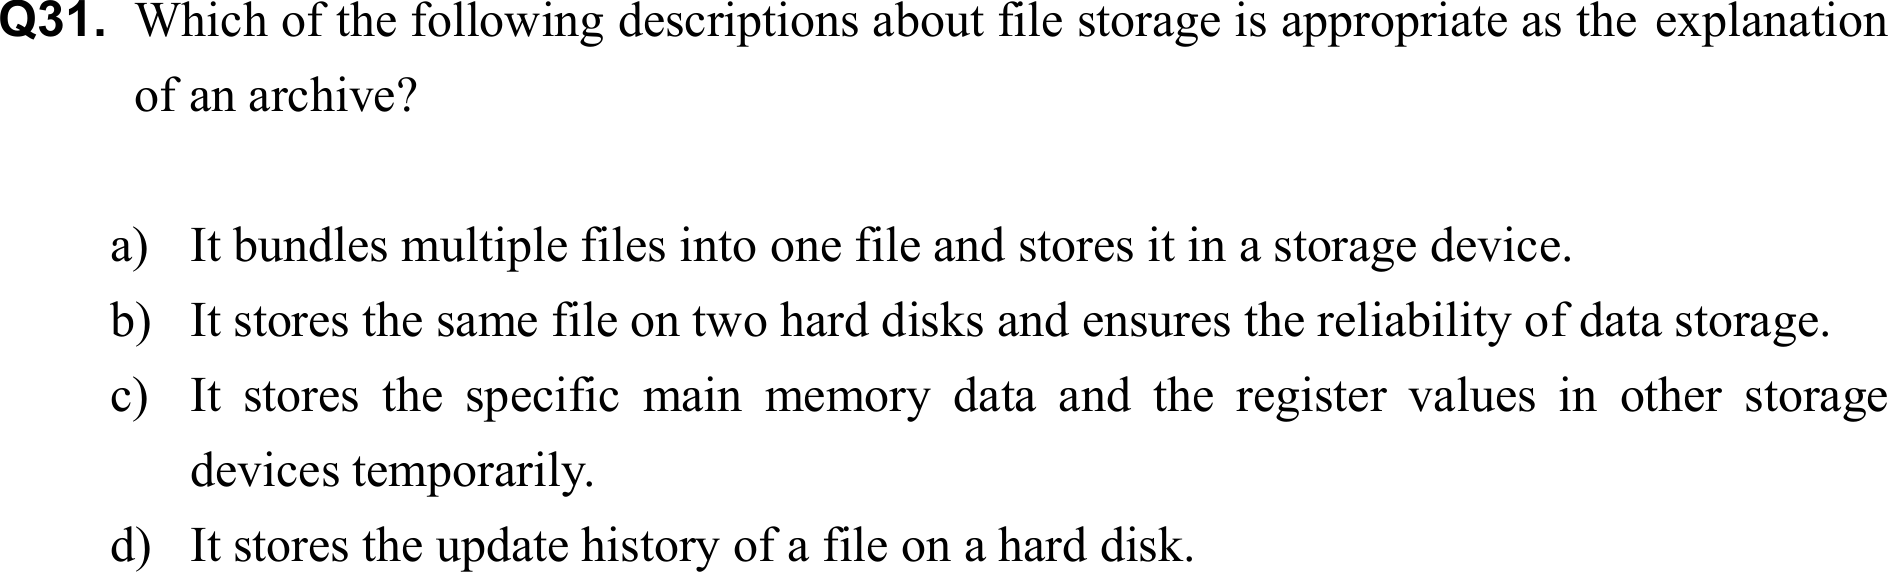 Q31. Which of the following descriptions about file storage is appropriate as the explanation
of an archive?
a) It bundles multiple files into one file and stores it in a storage device.
b) It stores the same file on two hard disks and ensures the reliability of data storage.
c) It stores the specific main memory data and the register values in other storage
devices temporarily.
d) It stores the update history of a file on a hard disk.